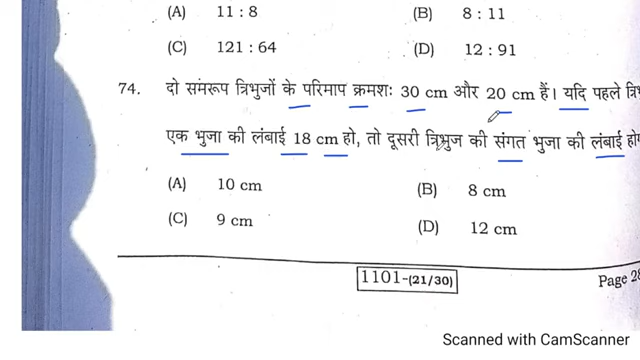 (A) 11 : 8 (B) 8 : 11
(C) 121 : 64 (D) 12 : 91
74. दो समरूप त्रिभुजों के परिमाप क्रमशः 30 cm और 20 cm हैं। यदि पहले
एक भुजा की लंबाई 18 cm हो, तो दूसरी त्रिभुज की संगत भुजा की लंबाई
(A) 10 cm (B) 8 cm
(C) 9 cm (D) 12 cm
1101-(21/30) Page
Scanned with CamScanner